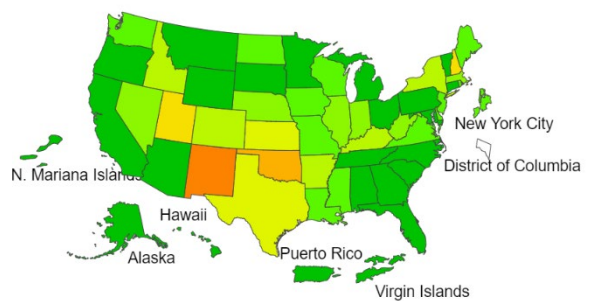 New York City
District of Columbia
N. Mariana Islands
Hawaii
Alaska
Puerto Rico
Virgin Islands